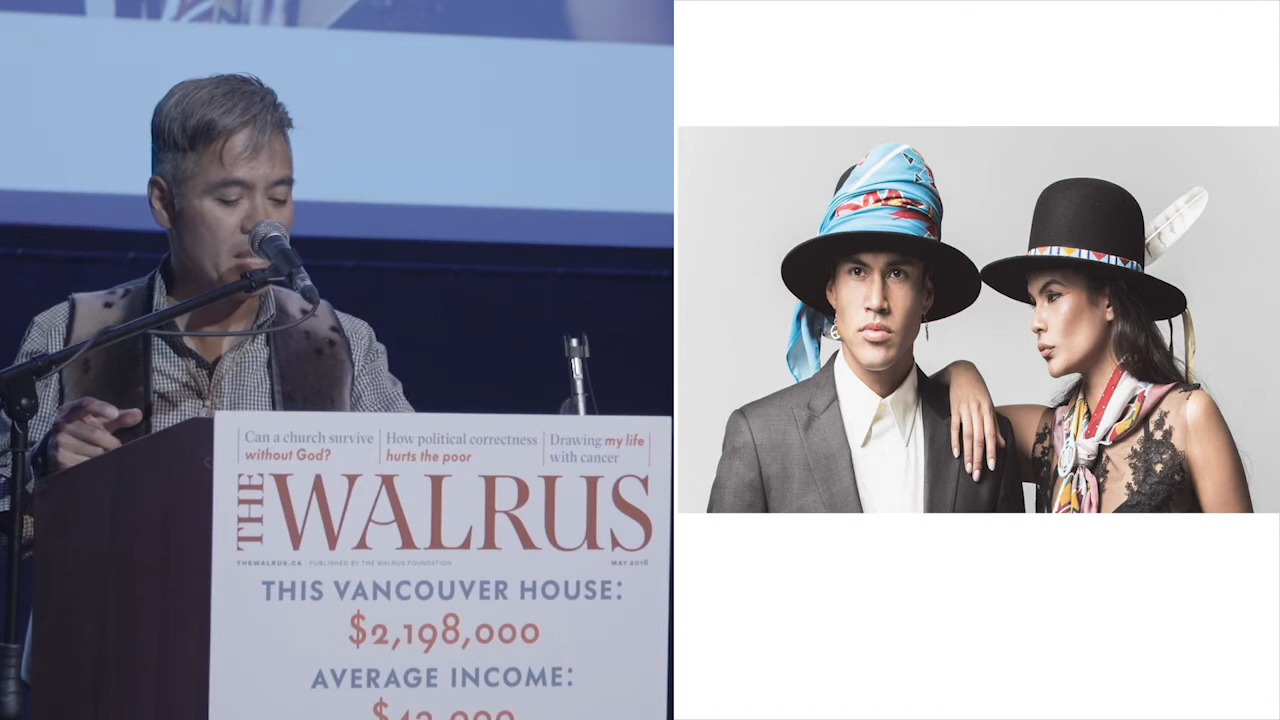 Can a church survive
without God?
How political correctness
hurts the poor
Drawing my life
with cancer
THE WALRUS
THEWALRUS.CA · PUBLISHED BY THE WALRUS FOUNDATION
MAY 2018
THIS VANCOUVER HOUSE:
$2,198,000
AVERAGE INCOME: